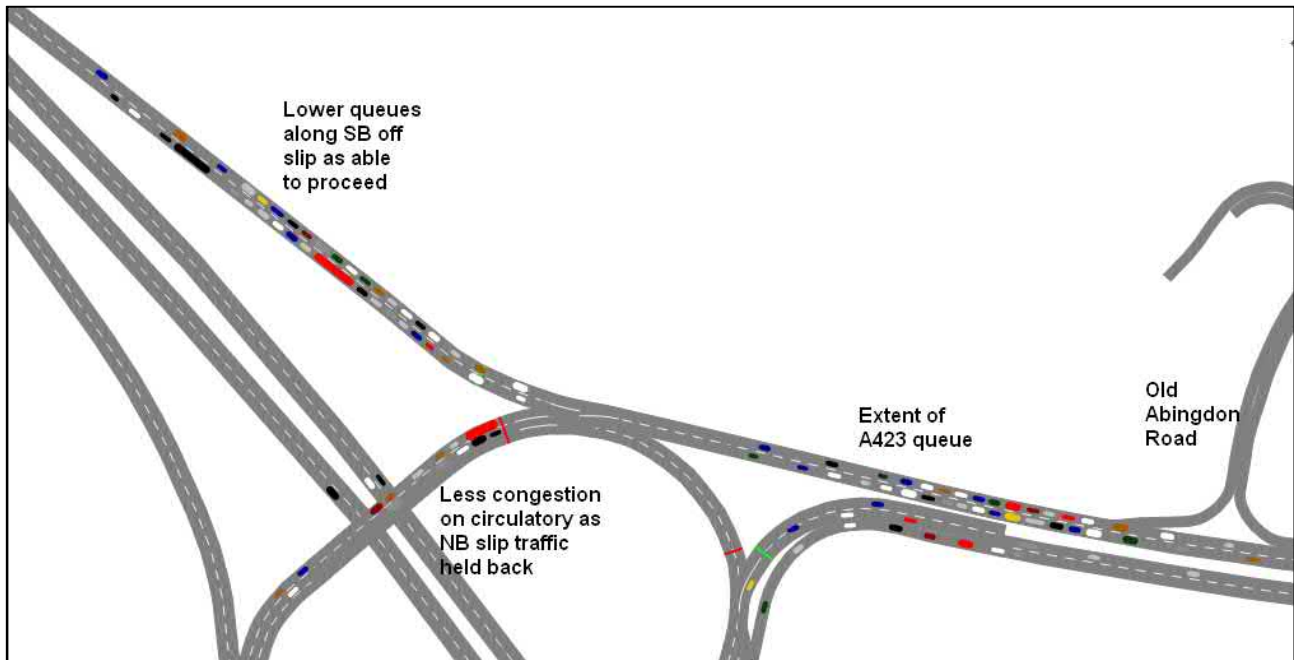 Lower queues
along SB off
slip as able
to proceed
Extent of
A423 queue
Old
Abingdon
Road
Less congestion
on circulatory as
NB slip traffic
held back